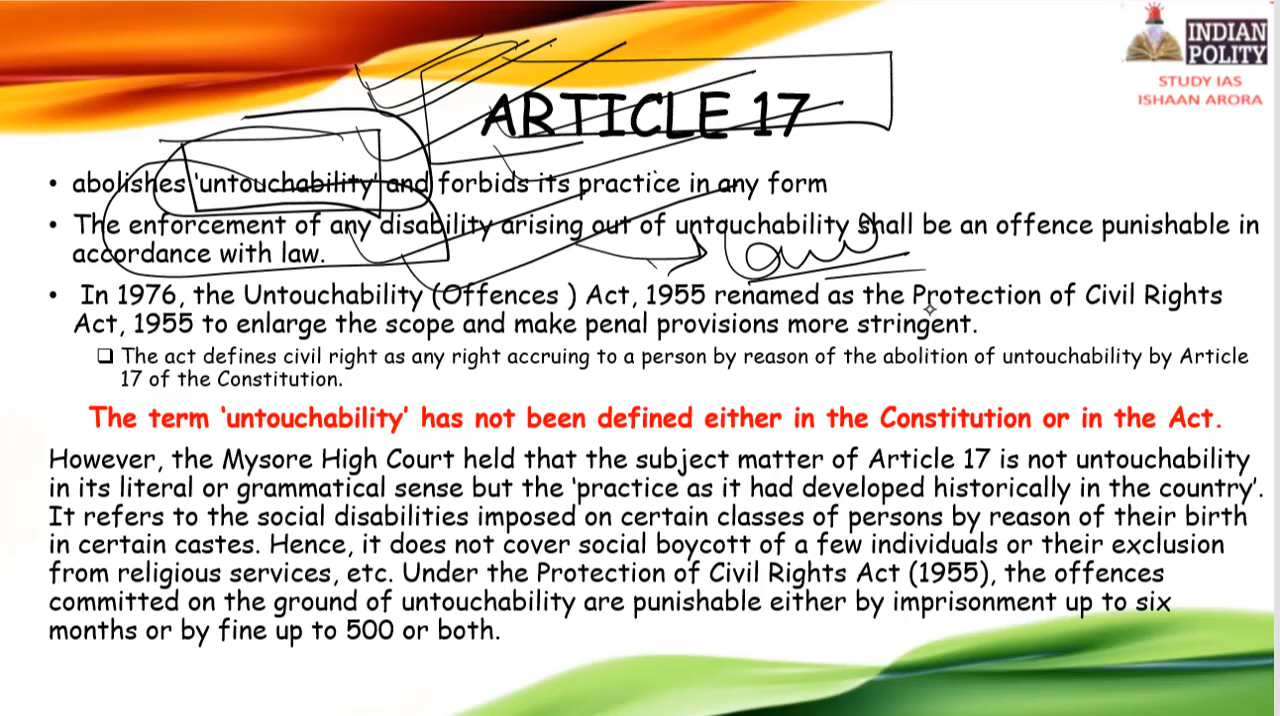 INDIAN
POLITY
STUDY IAS
ISHAAN ARORA
ARTICLE 17
• abolishes 'untouchability' and forbids its practice in any form
• The enforcement of any disability arising out of untouchability shall be an offence punishable in
accordance with law.
law
• In 1976, the Untouchability (Offences ) Act, 1955 renamed as the Protection of Civil Rights
Act, 1955 to enlarge the scope and make penal provisions more stringent.
❑ The act defines civil right as any right accruing to a person by reason of the abolition of untouchability by Article
17 of the Constitution.
The term 'untouchability' has not been defined either in the Constitution or in the Act.
However, the Mysore High Court held that the subject matter of Article 17 is not untouchability
in its literal or grammatical sense but the 'practice as it had developed historically in the country'.
It refers to the social disabilities imposed on certain classes of persons by reason of their birth
in certain castes. Hence, it does not cover social boycott of a few individuals or their exclusion
from religious services, etc. Under the Protection of Civil Rights Act (1955), the offences
committed on the ground of untouchability are punishable either by imprisonment up to six
months or by fine up to 500 or both.